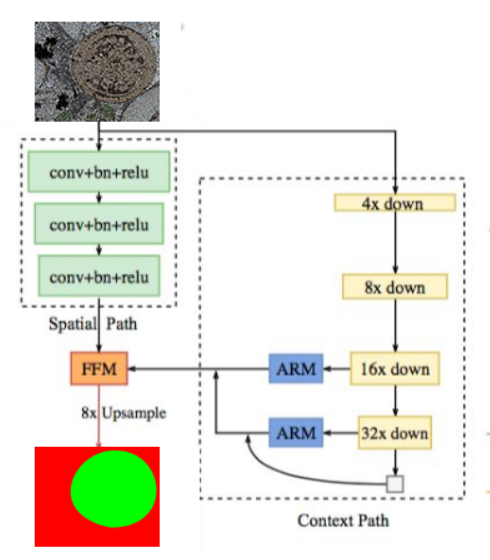 conv+bn+relu
conv+bn+relu
conv+bn+relu
Spatial Path
FFM
8x Upsample
4x down
8x down
ARM
16x down
ARM
32x down
Context Path